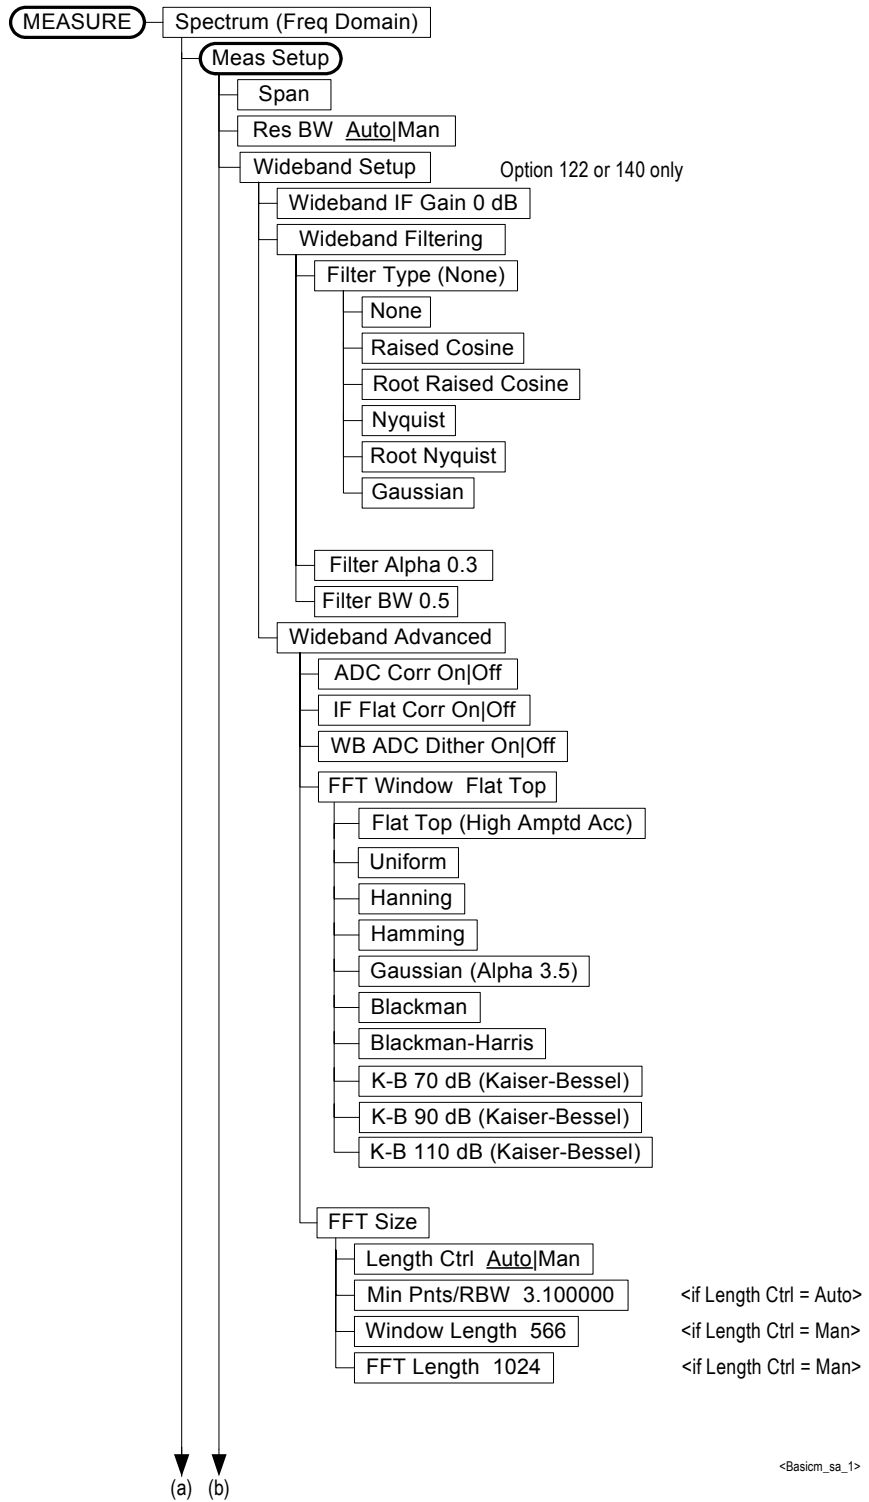 MEASURE Spectrum (Freq Domain)
Meas Setup
Span
Res BW Auto|Man
Wideband Setup Option 122 or 140 only
Wideband IF Gain 0 dB
Wideband Filtering
Filter Type (None)
None
Raised Cosine
Root Raised Cosine
Nyquist
Root Nyquist
Gaussian
Filter Alpha 0.3
Filter BW 0.5
Wideband Advanced
ADC Corr On|Off
IF Flat Corr On|Off
WB ADC Dither On|Off
FFT Window Flat Top
Flat Top (High Amptd Acc)
Uniform
Hanning
Hamming
Gaussian (Alpha 3.5)
Blackman
Blackman-Harris
K-B 70 dB (Kaiser-Bessel)
K-B 90 dB (Kaiser-Bessel)
K-B 110 dB (Kaiser-Bessel)
FFT Size
Length Ctrl Auto|Man
Min Pnts/RBW 3.100000 <if Length Ctrl = Auto>
Window Length 566 <if Length Ctrl = Man>
FFT Length 1024 <if Length Ctrl = Man>
<Basicm_sa_1>
(a) (b)